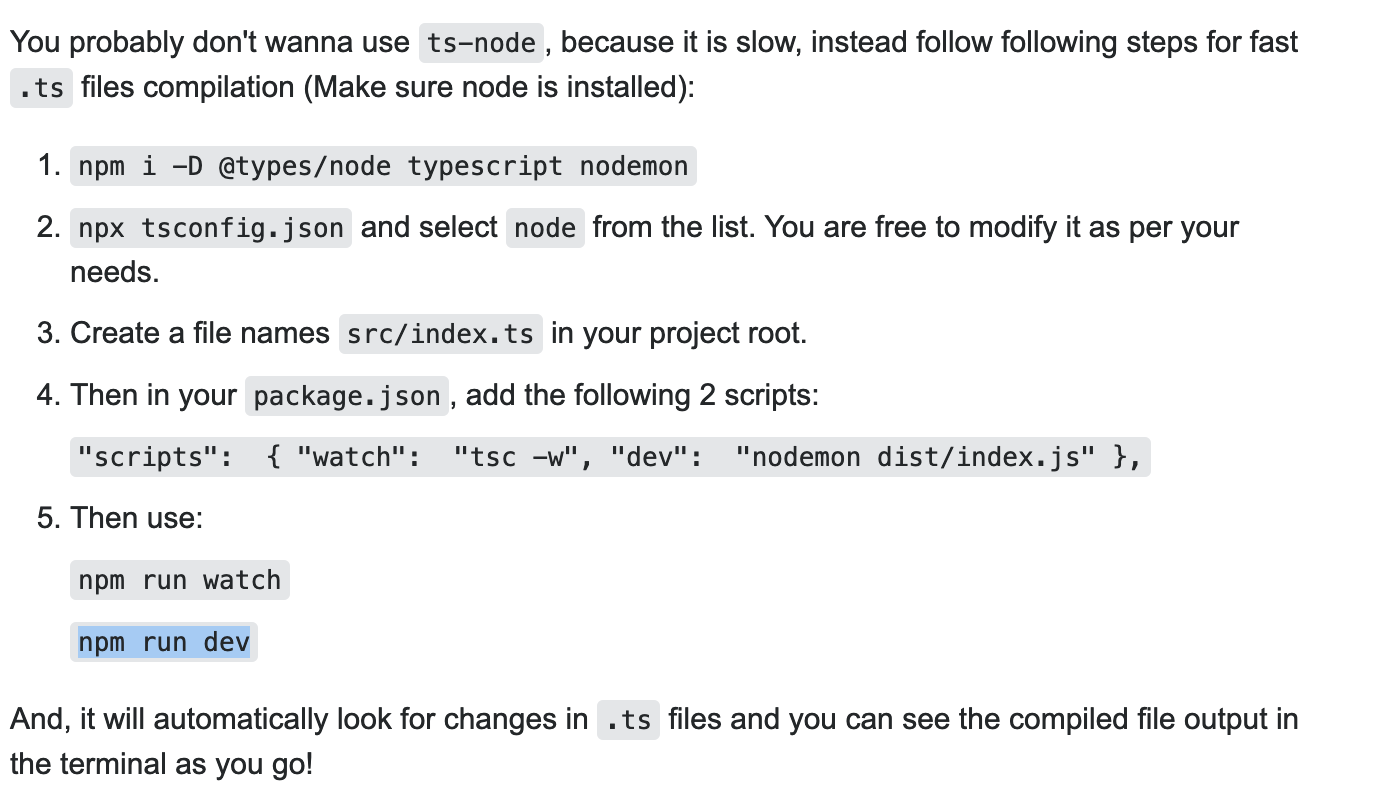 You probably don't wanna use ts-node, because it is slow, instead follow following steps for fast
.ts files compilation (Make sure node is installed):
1. npm i -D @types/node typescript nodemon
2. npx tsconfig.json and select node from the list. You are free to modify it as per your
needs.
3. Create a file names src/index.ts in your project root.
4. Then in your package.json, add the following 2 scripts:
"scripts":  { "watch":  "tsc -w", "dev":  "nodemon dist/index.js" },
5. Then use:
npm run watch
npm run dev
And, it will automatically look for changes in .ts files and you can see the compiled file output in
the terminal as you go!